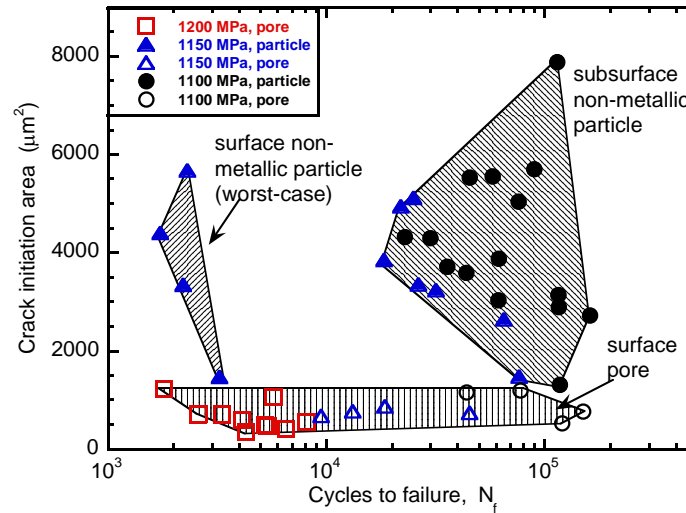 1200 MPa, pore
1150 MPa, particle
1150 MPa, pore
1100 MPa, particle
1100 MPa, pore
subsurface
non-metallic
particle
surface non-
metallic particle
(worst-case)
surface
pore
8000
6000
4000
2000
0
Crack initiation area (μm²)
10³
10⁴
10⁵
Cycles to failure, N_f